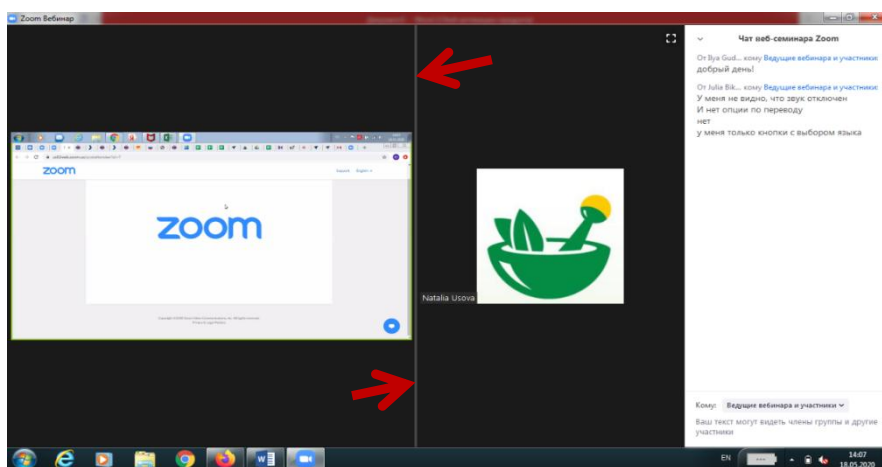 Zoom Вебинар
Чат веб-семинара Zoom
От Ilya Gud... кому Ведущие вебинара и участники:
добрый день!
От Julie Bik... кому Ведущие вебинара и участники:
У меня не видно, что звук отключен
И нет опции по переводу
нет
у меня только кнопки с выбором языка
zoom
English
zoom
Natalia Usova
Кому: Ведущие вебинара и участники
Ваш текст могут видеть члены группы и другие
участники
EN
14:07
18.05.2020